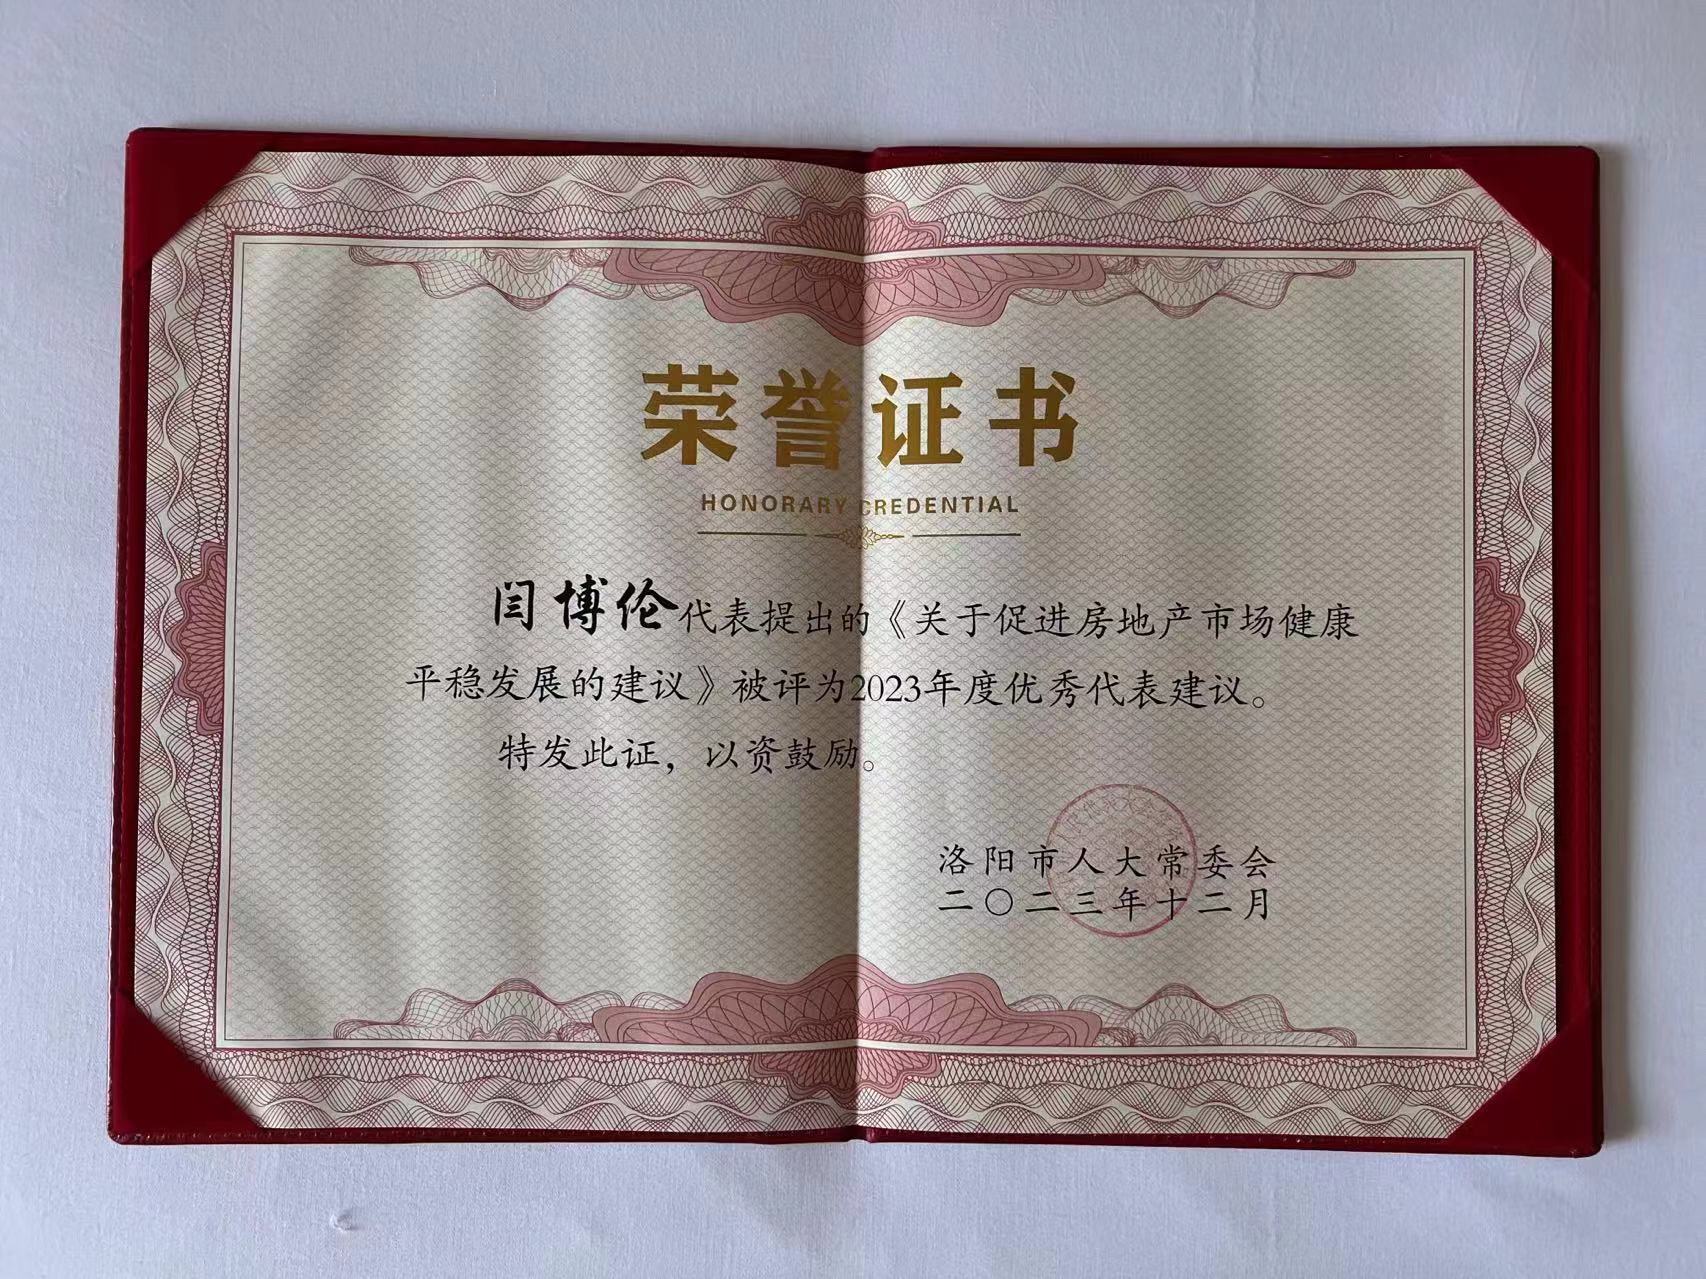 荣誉证书
HONORARY CREDENTIAL
闫博伦代表提出的《关于促进房地产市场健康
平稳发展的建议》被评为2023年度优秀代表建议。
特发此证，以资鼓励。
洛阳市人大常委会
二〇二三年十二月